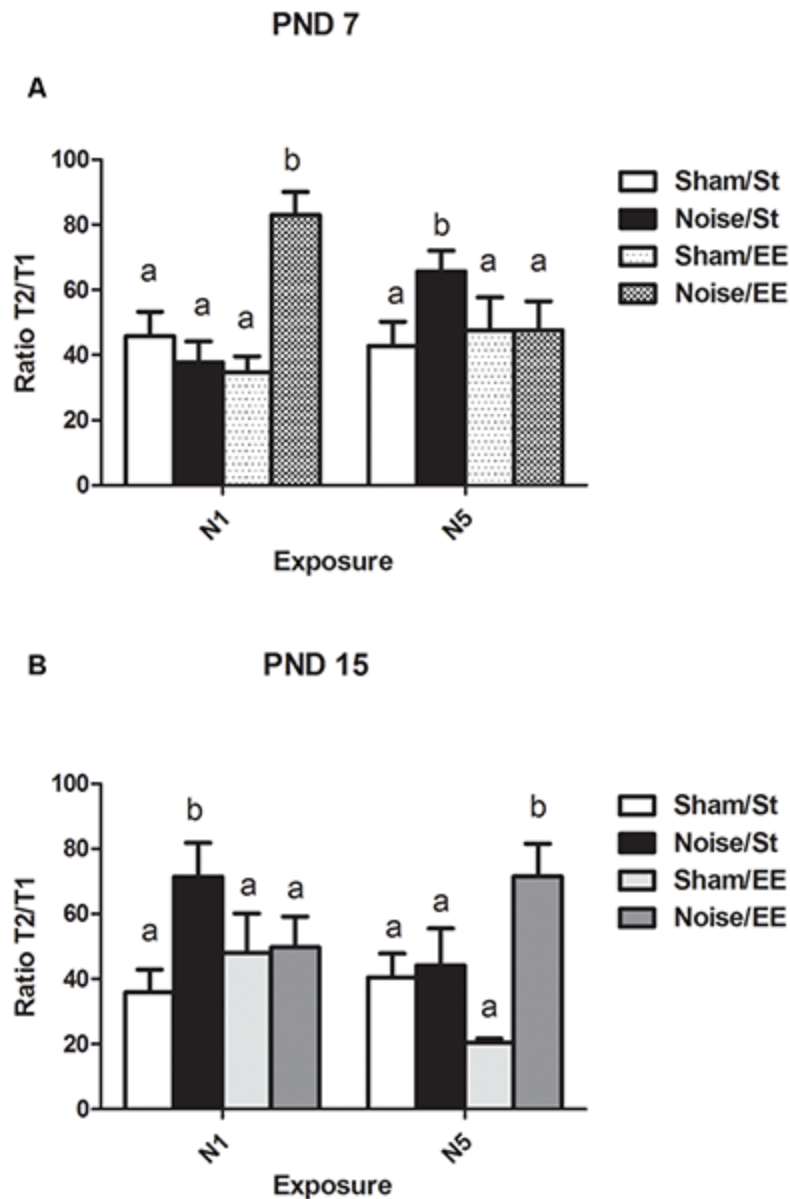 PND 7
A
100
80
60
40
20
0
Ratio T2/T1
a
a
a
b
a
b
a
a
N1
N5
Exposure
Sham/St
Noise/St
Sham/EE
Noise/EE
B
PND 15
100
80
60
40
20
0
Ratio T2/T1
a
b
a
a
a
a
a
b
N1
N5
Exposure
Sham/St
Noise/St
Sham/EE
Noise/EE